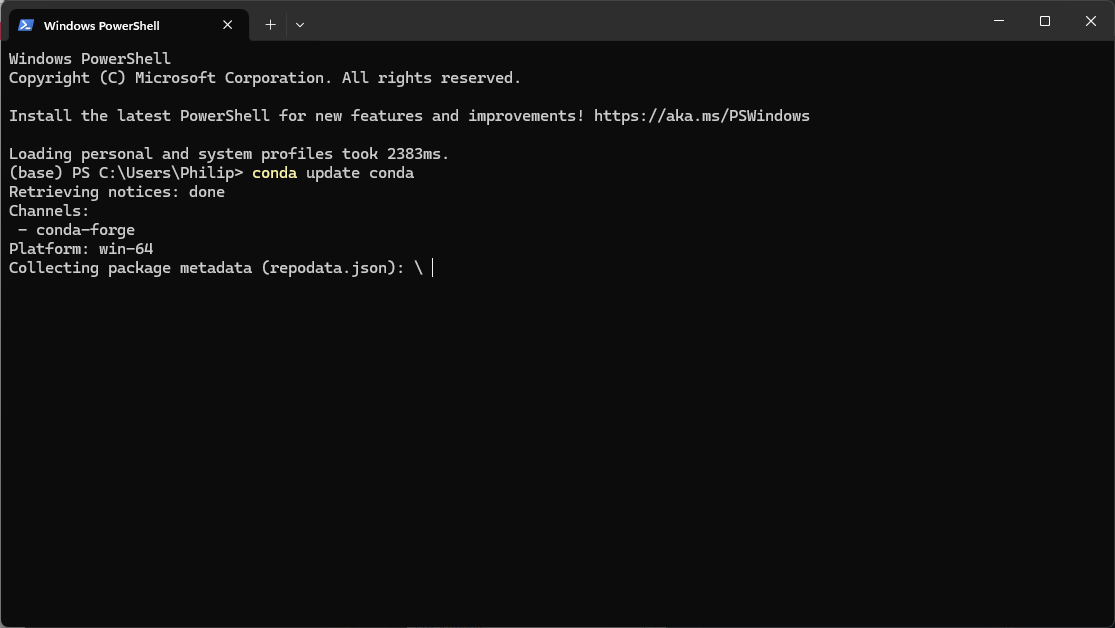 Windows PowerShell
Windows PowerShell
Copyright (C) Microsoft Corporation. All rights reserved.
Install the latest PowerShell for new features and improvements! https://aka.ms/PSWindows
Loading personal and system profiles took 2383ms.
(base) PS C:\Users\Philip> conda update conda
Retrieving notices: done
Channels:
 - conda-forge
Platform: win-64
Collecting package metadata (repodata.json): \